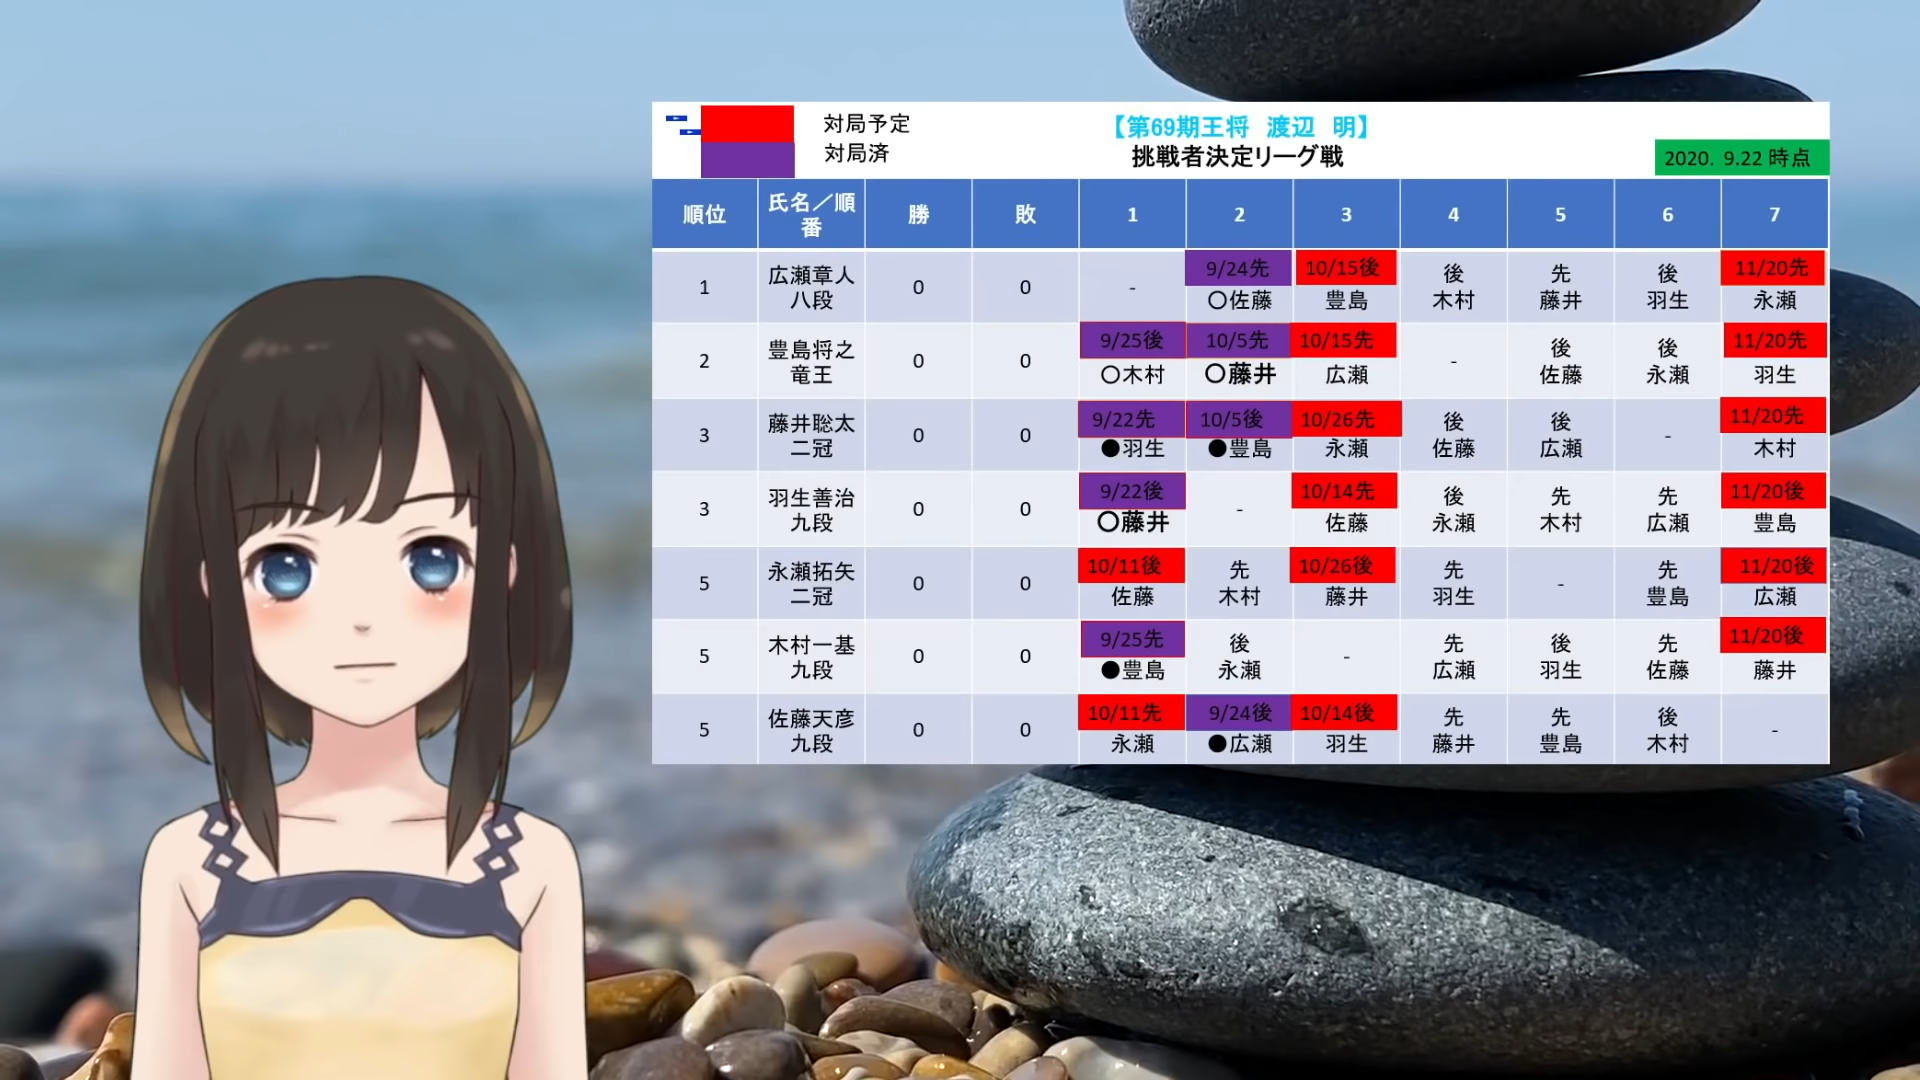 対局予定
対局済
【第69期王将 渡辺 明】
挑戦者決定リーグ戦
2020. 9.22 時点
順位 氏名／順番 勝 敗 1 2 3 4 5 6 7
1 広瀬章人八段 0 0 - 9/24先 〇佐藤 10/15後 豊島 後 木村 先 藤井 後 羽生 11/20先 永瀬
2 豊島将之竜王 0 0 9/25後 〇木村 10/5先 〇藤井 10/15先 広瀬 - 後 佐藤 後 永瀬 11/20先 羽生
3 藤井聡太二冠 0 0 9/22先 ●羽生 10/5後 ●豊島 10/26先 永瀬 後 佐藤 後 広瀬 - 11/20先 木村
3 羽生善治九段 0 0 9/22後 〇藤井 - 10/14先 佐藤 後 永瀬 先 木村 先 広瀬 11/20後 豊島
5 永瀬拓矢二冠 0 0 10/11後 佐藤 先 木村 10/26後 藤井 先 羽生 - 先 豊島 11/20後 広瀬
5 木村一基九段 0 0 9/25先 ●豊島 後 永瀬 - 先 広瀬 後 羽生 先 佐藤 11/20後 藤井
5 佐藤天彦九段 0 0 10/11先 永瀬 9/24後 ●広瀬 10/14後 羽生 先 藤井 先 豊島 後 木村 -